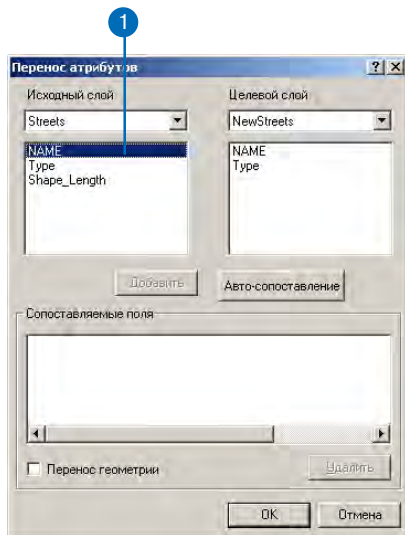 1
Перенос атрибутов
Исходный слой
Целевой слой
Streets
NewStreets
NAME
Type
Shape_Length
NAME
Type
Добавить
Авто-сопоставление
Сопоставляемые поля
Перенос геометрии
Удалить
OK
Отмена